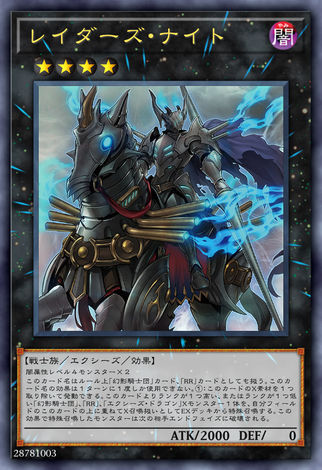 レイダーズ・ナイト
やみ
闇
【戦士族/エクシーズ/効果】
闇属性レベル4モンスター×2
このカード名はルール上「幻影騎士団」カード、「RR」カードとしても扱う。このカ
ード名の効果は1ターンに1度しか使用できない。①:このカードのX素材を1つ
取り除いて発動できる。このカードよりランクが1つ高い、またはランクが1つ低
い「幻影騎士団」、「RR」、「エクシーズ・ドラゴン」Xモンスター1体を、自分フィール
ドのこのカードの上に重ねてX召喚扱いとしてEXデッキから特殊召喚する。この
効果で特殊召喚したモンスターは次の相手エンドフェイズに破壊される。
ATK/2000 DEF/ 0
28781003